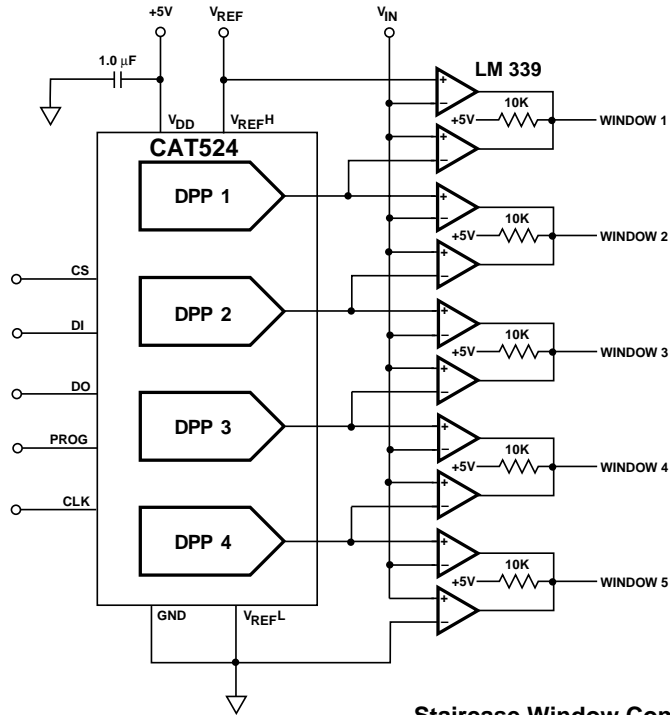 +5V
VREF
VIN
1.0 µF
LM 339
VDD
VREFH
CAT524
+
–
10K
+5V
WINDOW 1
+
–
DPP 1
+
–
10K
+5V
WINDOW 2
+
–
CS
DPP 2
DI
+
–
10K
+5V
WINDOW 3
+
–
DO
DPP 3
PROG
+
–
10K
+5V
WINDOW 4
+
–
CLK
DPP 4
+
–
10K
+5V
WINDOW 5
+
–
GND
VREFL